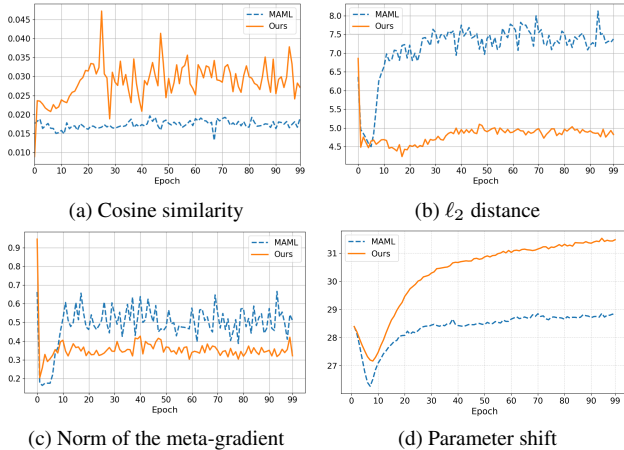 0.045
0.040
0.035
0.030
0.025
0.020
0.015
0.010
0 10 20 30 40 50 60 70 80 90 99
Epoch
MAML
Ours
(a) Cosine similarity
8.0
7.5
7.0
6.5
6.0
5.5
5.0
4.5
0 10 20 30 40 50 60 70 80 90 99
Epoch
MAML
Ours
(b) ℓ₂ distance
0.9
0.8
0.7
0.6
0.5
0.4
0.3
0.2
0 10 20 30 40 50 60 70 80 90 99
Epoch
MAML
Ours
(c) Norm of the meta-gradient
31
30
29
28
27
0 10 20 30 40 50 60 70 80 90 99
Epoch
MAML
Ours
(d) Parameter shift